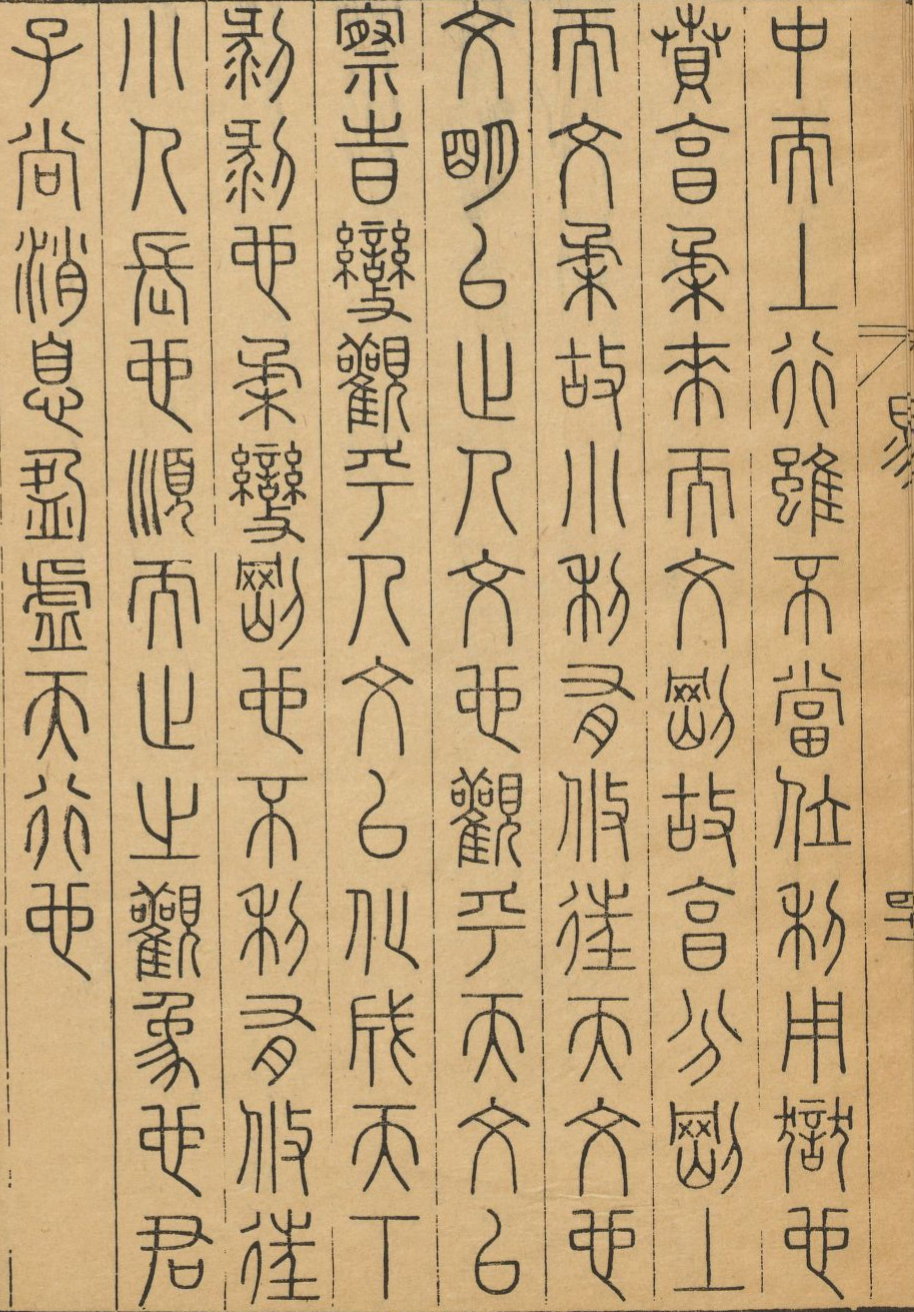 中而上行雖不當位利用獄也
賁亨柔來而文剛故亨分剛上
而文柔故小利有攸往天文也
文明以止人文也觀乎天文以
察旹變觀乎人文以化成天下
剝剝也柔變剛也不利有攸往
小人長也順而止之觀象也君
子尚消息盈虛天行也